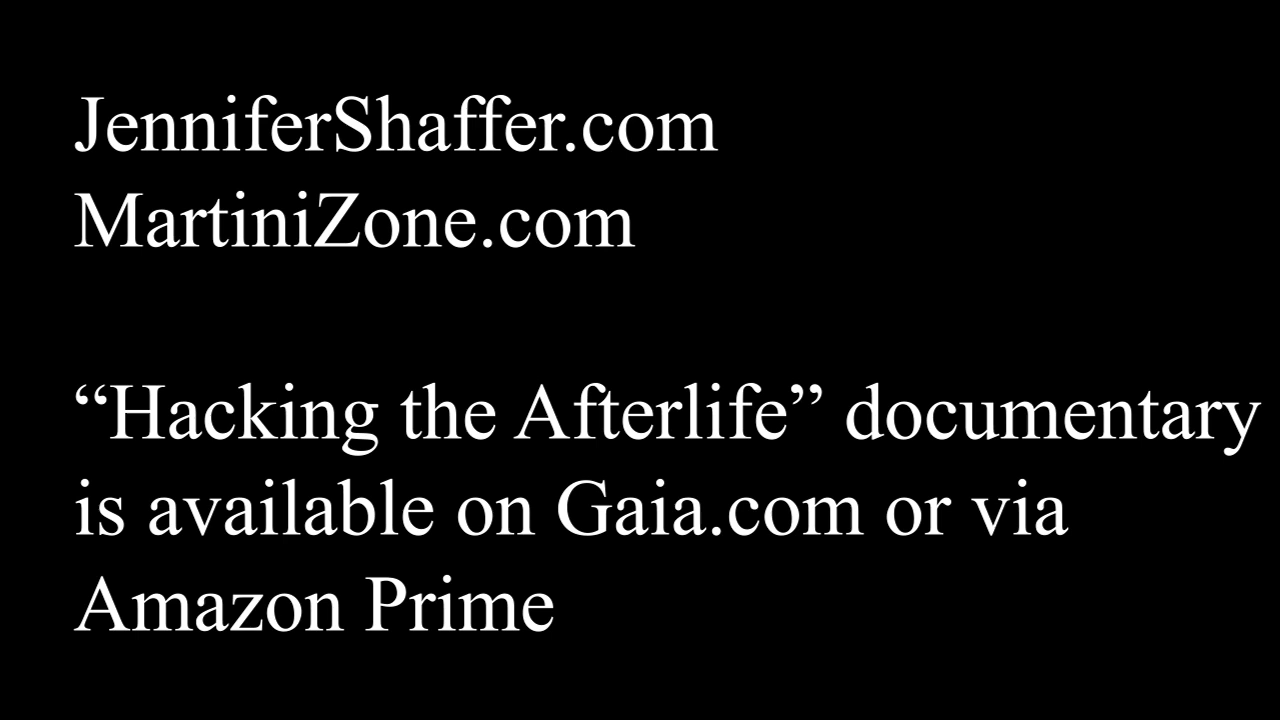 JenniferShaffer.com
MartiniZone.com
“Hacking the Afterlife” documentary
is available on Gaia.com or via
Amazon Prime